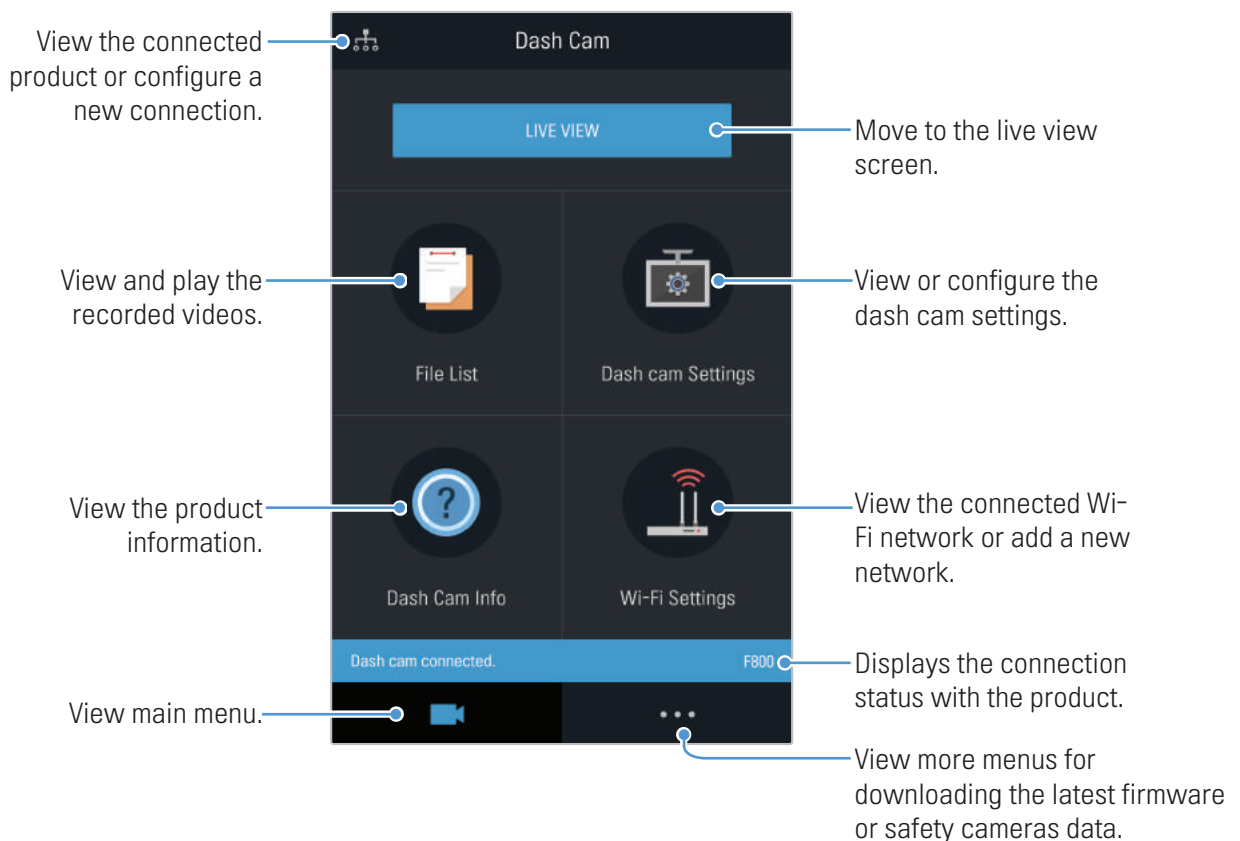 View the connected
product or configure a
new connection.
Dash Cam
LIVE VIEW
Move to the live view
screen.
View and play the
recorded videos.
File List
Dash cam Settings
View or configure the
dash cam settings.
View the product
information.
?
Dash Cam Info
Wi-Fi Settings
View the connected Wi-
Fi network or add a new
network.
Dash cam connected.
F800
Displays the connection
status with the product.
View main menu.
View more menus for
downloading the latest firmware
or safety cameras data.